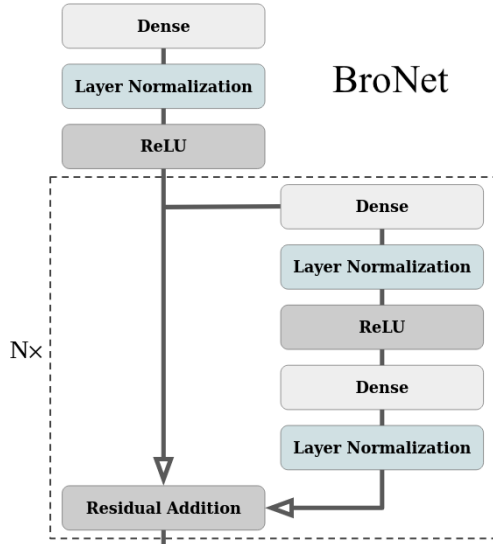 Dense
Layer Normalization
ReLU
BroNet
Dense
Layer Normalization
ReLU
Dense
Layer Normalization
N×
Residual Addition